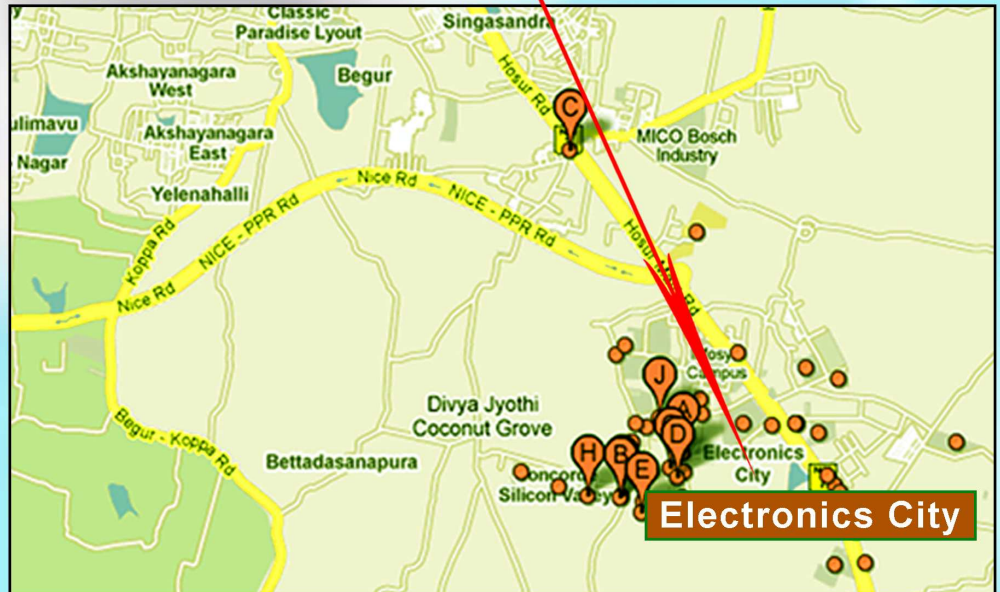 Classic
Paradise Lyout
Singasandra
Akshayanagara
West
Begur
Hosur Rd
C
ulimavu
Akshayanagara
East
MICO Bosch
Industry
Nagar
Yelenahalli
Nice Rd
NICE - PPR Rd
NICE - PPR Rd
Koppa Rd
Hosur
Rd
Nice Rd
Campus
J
A
Divya Jyothi
Coconut Grove
D
Begur - Koppa Rd
H
B
E
Electronics
City
Bettadasanapura
oncord
Silicon Valley
Electronics City